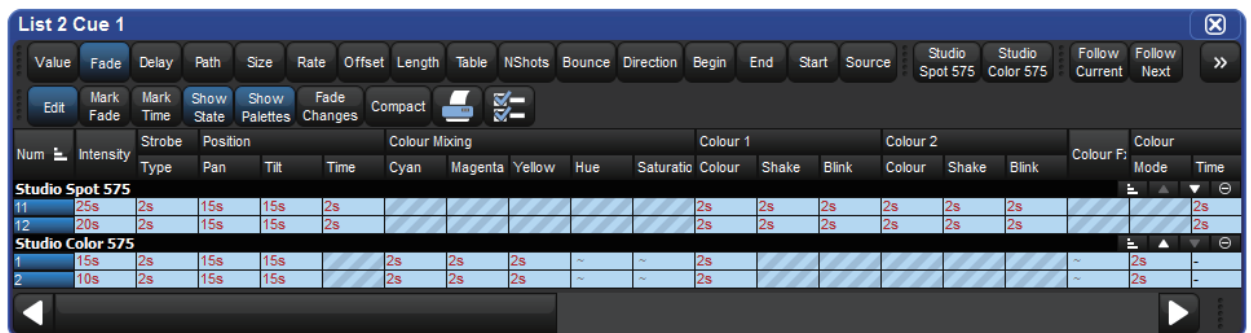 List 2 Cue 1
Value Fade Delay Path Size Rate Offset Length Table NShots Bounce Direction Begin End Start Source Studio Spot 575 Studio Color 575 Follow Current Follow Next »
Edit Mark Fade Mark Time Show State Show Palettes Fade Changes Compact
Num Intensity Strobe Position Colour Mixing Colour 1 Colour 2 Colour Fx Colour
Type Pan Tilt Time Cyan Magenta Yellow Hue Saturatio Colour Shake Blink Colour Shake Blink Mode Time
Studio Spot 575
11 25s 2s 15s 15s 2s 2s 2s 2s 2s 2s 2s 2s
12 20s 2s 15s 15s 2s 2s 2s 2s 2s 2s 2s 2s
Studio Color 575
1 15s 2s 15s 15s 2s 2s 2s ~ ~ 2s ~ 2s -
2 10s 2s 15s 15s 2s 2s 2s ~ ~ 2s ~ 2s -